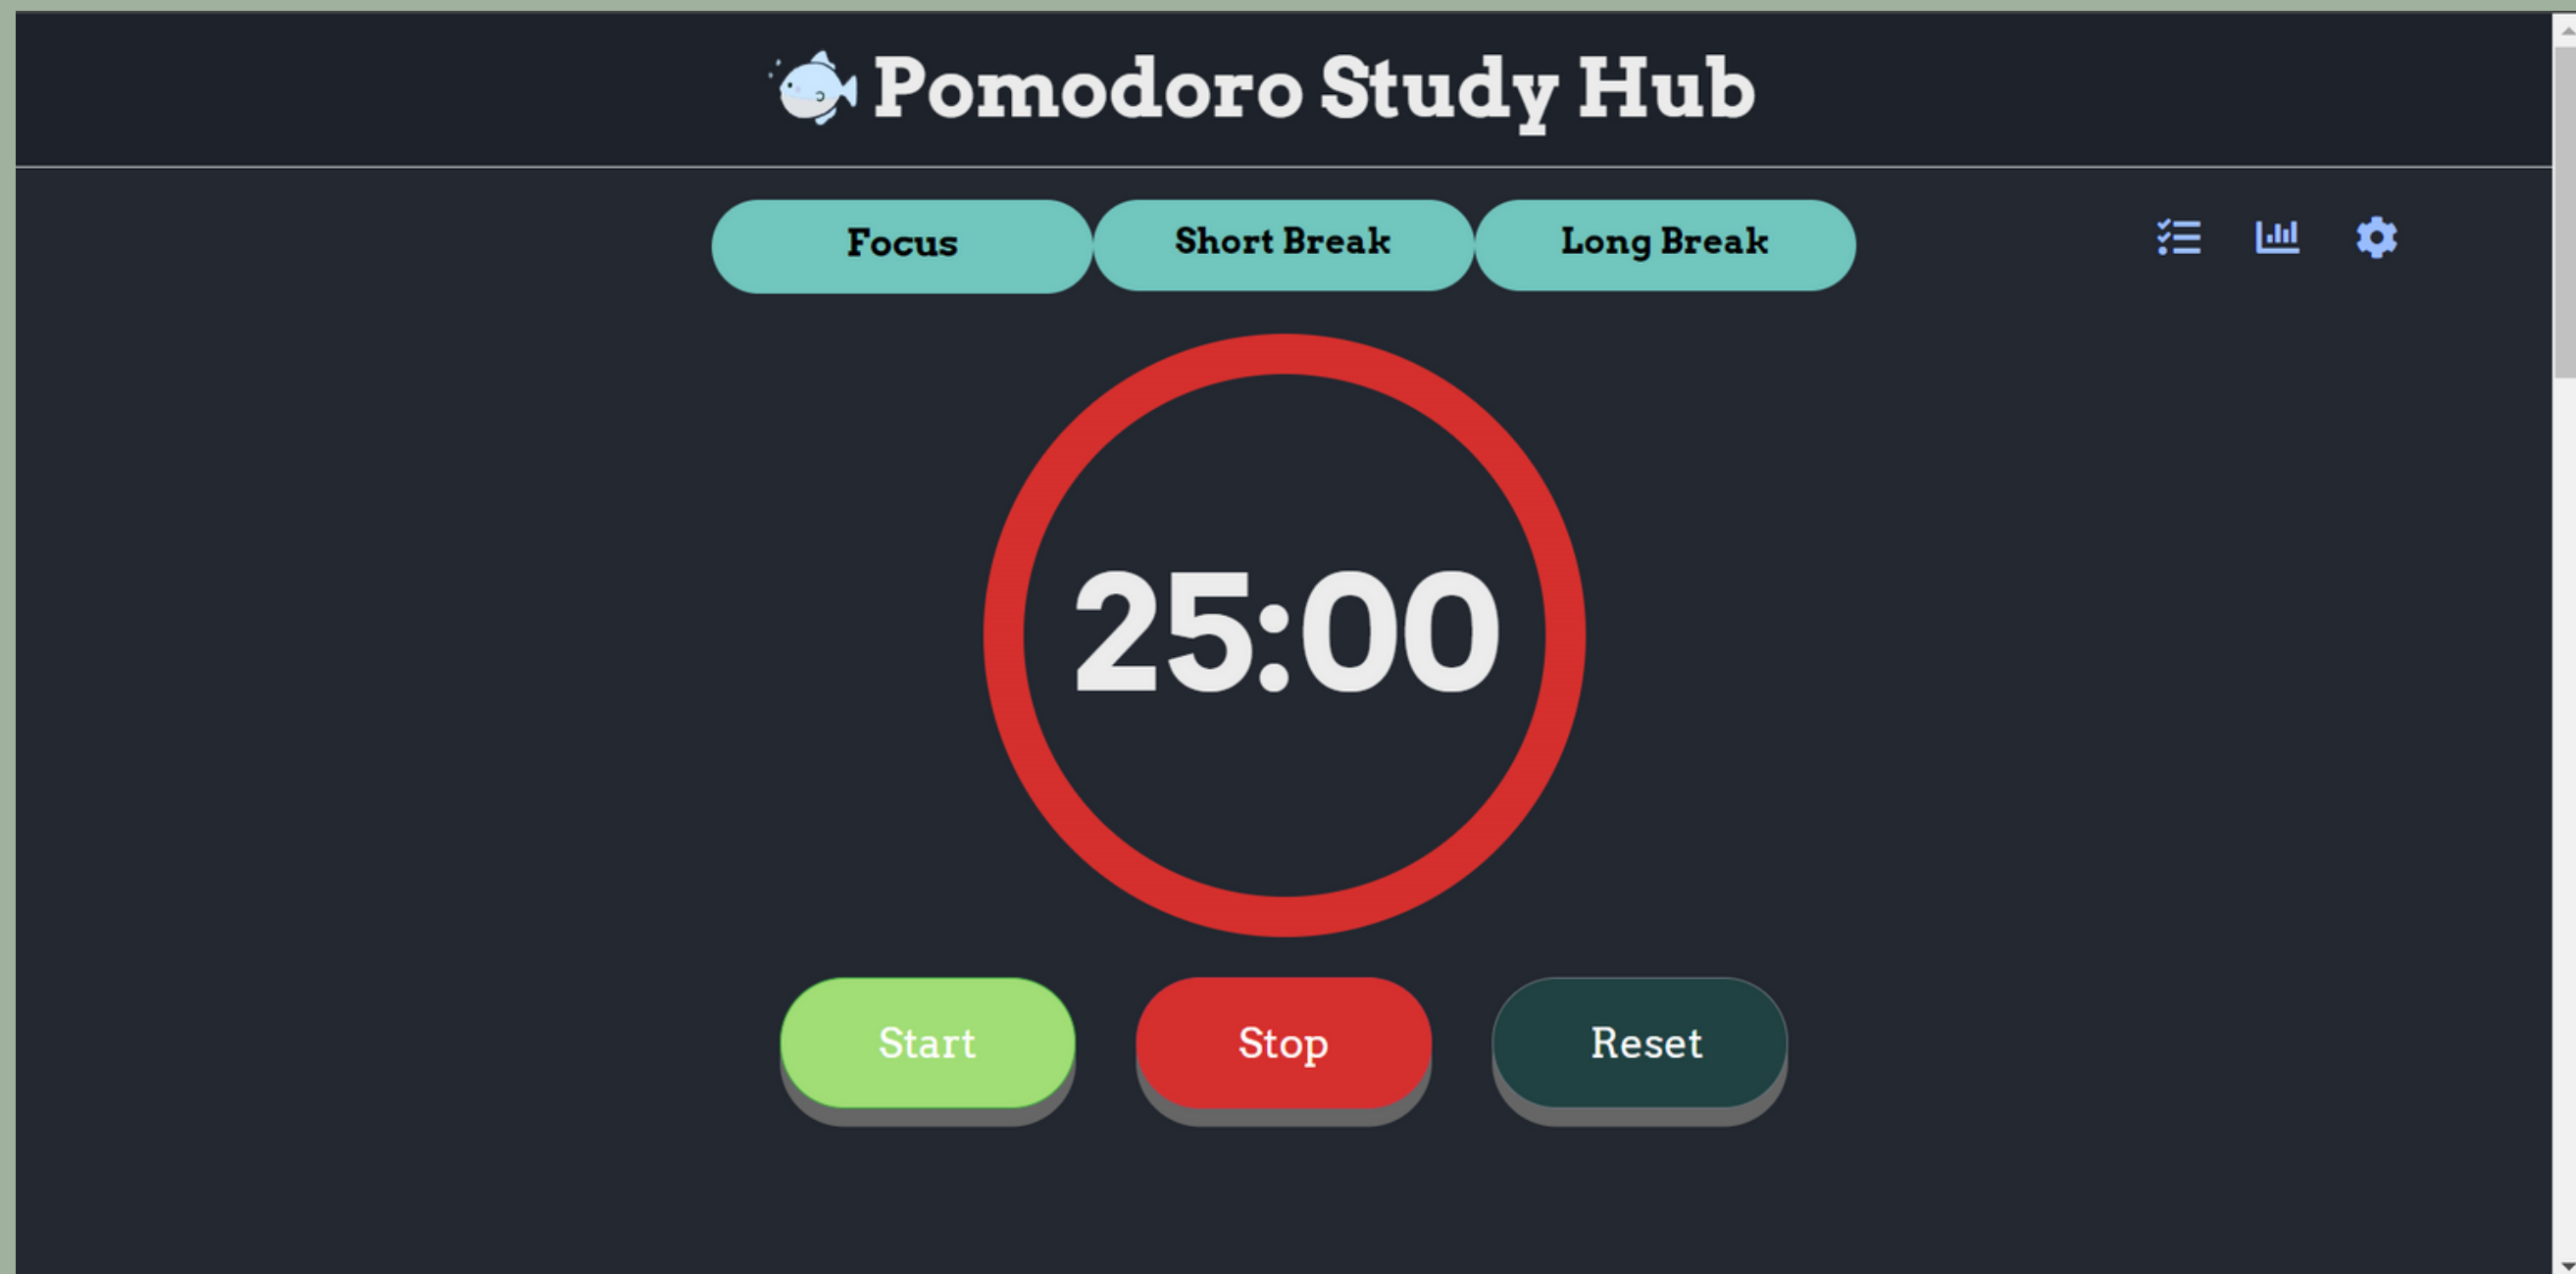 Pomodoro Study Hub
Focus
Short Break
Long Break
25:00
Start
Stop
Reset